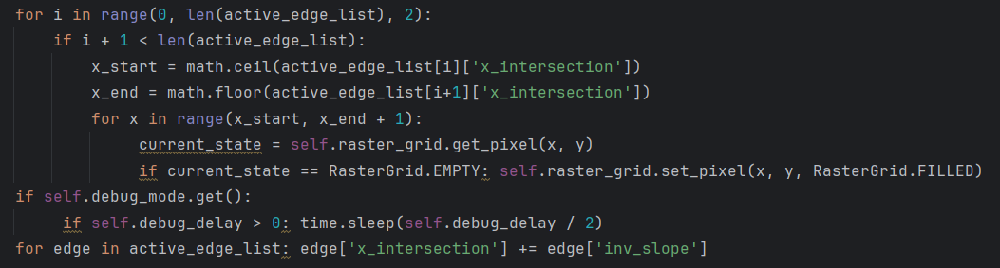 for i in range(0, len(active_edge_list), 2):
    if i + 1 < len(active_edge_list):
        x_start = math.ceil(active_edge_list[i]['x_intersection'])
        x_end = math.floor(active_edge_list[i+1]['x_intersection'])
        for x in range(x_start, x_end + 1):
             current_state = self.raster_grid.get_pixel(x, y)
             if current_state == RasterGrid.EMPTY: self.raster_grid.set_pixel(x, y, RasterGrid.FILLED)
if self.debug_mode.get():
     if self.debug_delay > 0: time.sleep(self.debug_delay / 2)
for edge in active_edge_list: edge['x_intersection'] += edge['inv_slope']